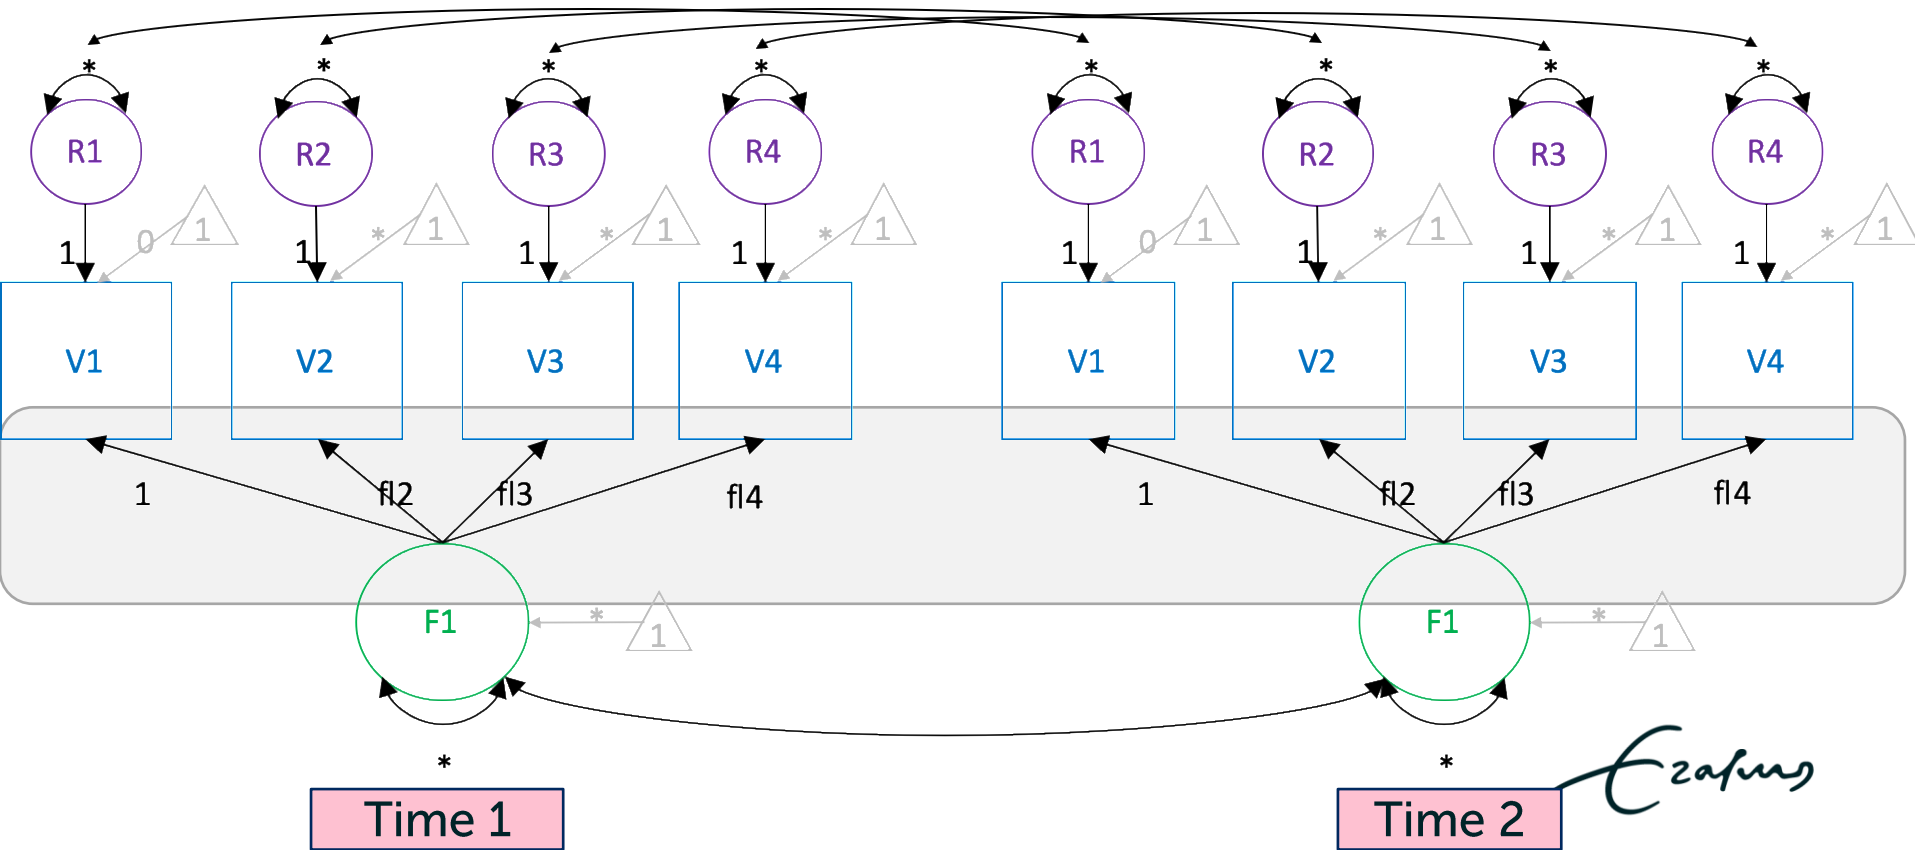 * * * * * * * *
R1 R2 R3 R4 R1 R2 R3 R4
1 0 1 1 * 1 1 * 1 1 * 1 1 0 1 1 * 1 1 * 1 1 * 1
V1 V2 V3 V4 V1 V2 V3 V4
1 fl2 fl3 fl4 1 fl2 fl3 fl4
F1 * 1 F1 * 1
* *
Time 1 Time 2
Erasmus